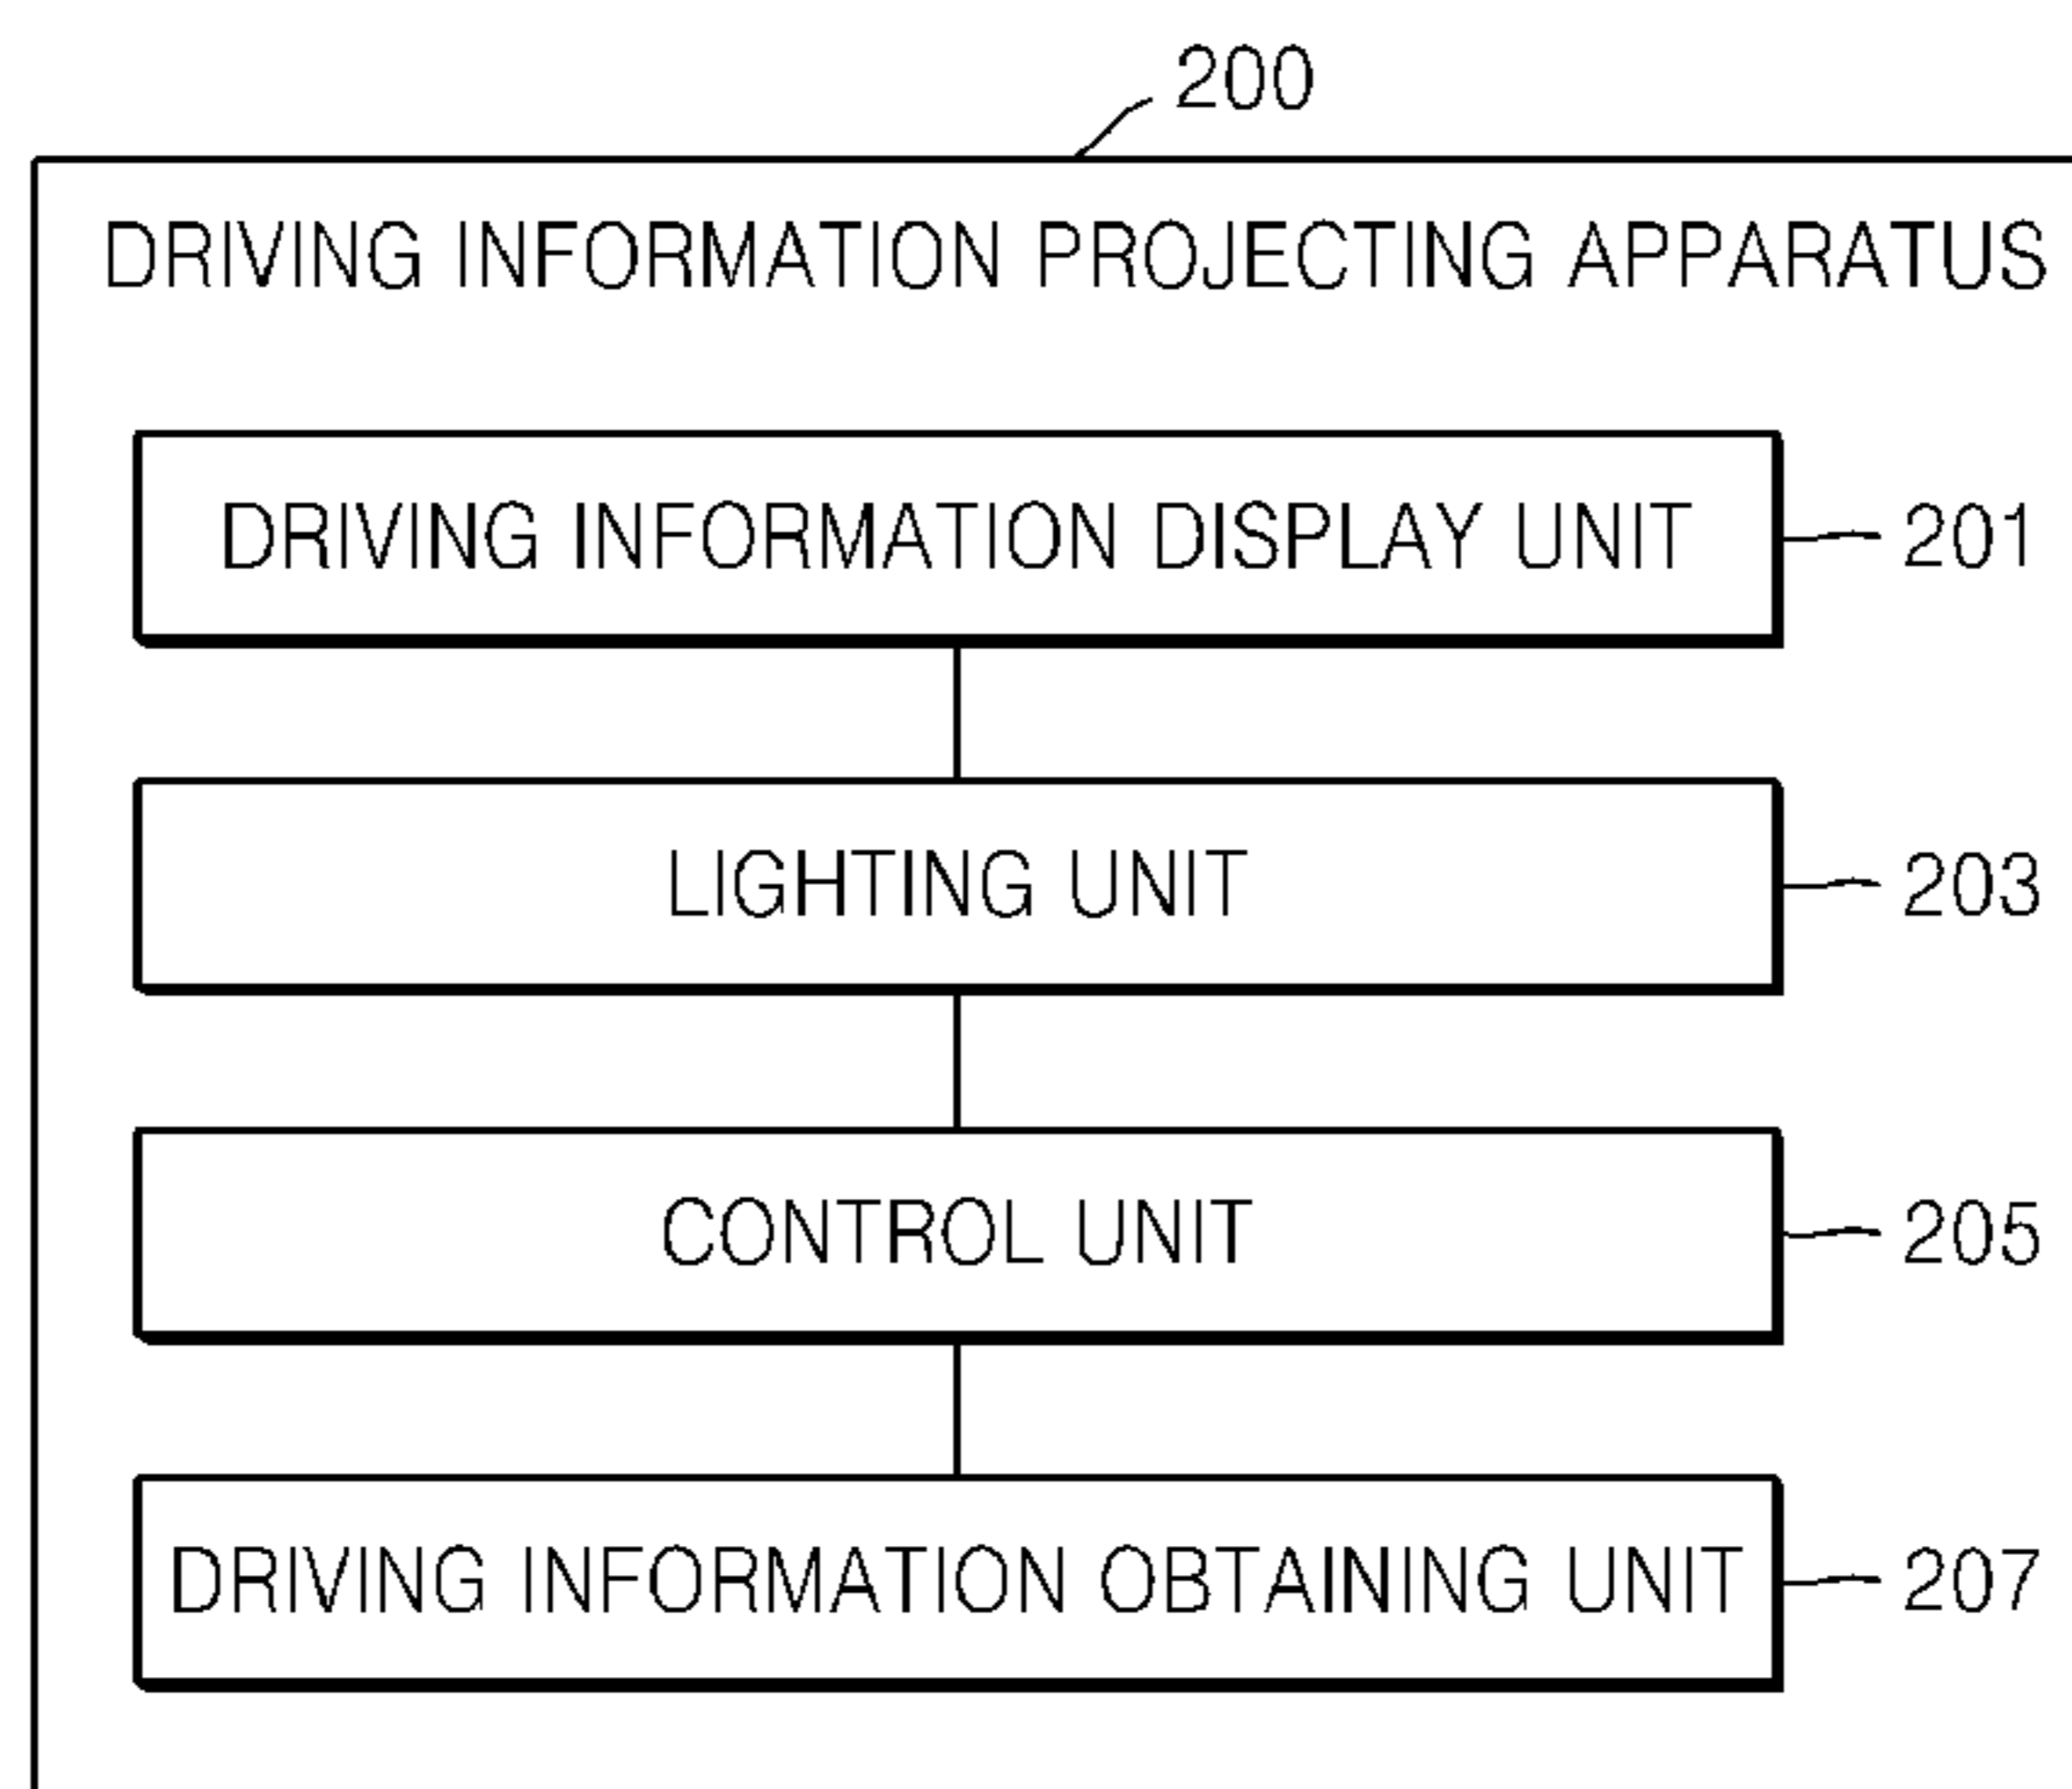 200
DRIVING INFORMATION PROJECTING APPARATUS
DRIVING INFORMATION DISPLAY UNIT 201
LIGHTING UNIT 203
CONTROL UNIT 205
DRIVING INFORMATION OBTAINING UNIT 207